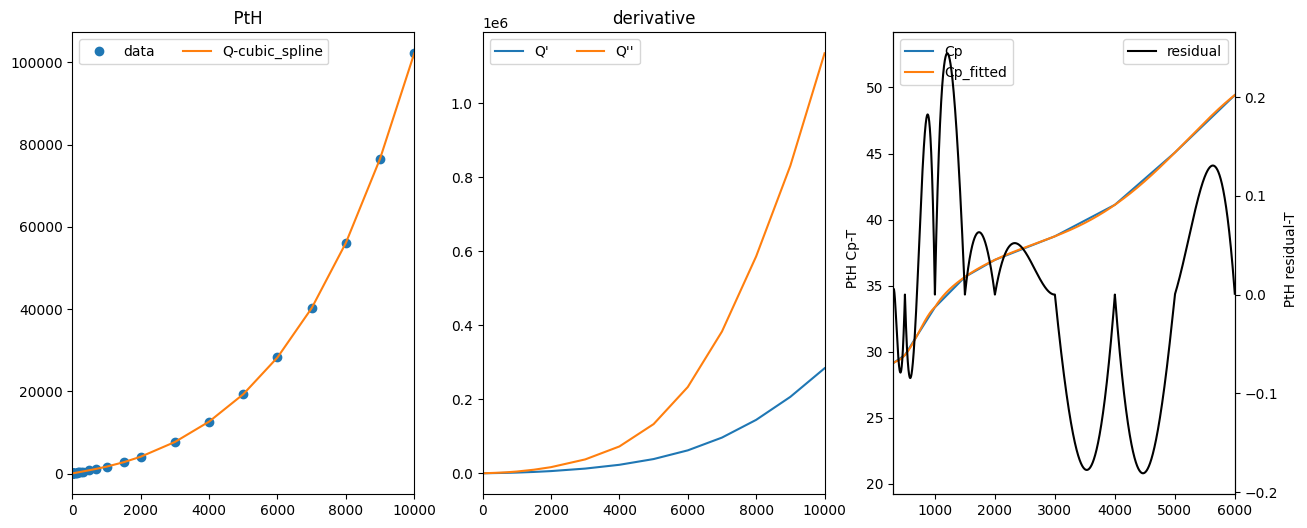 PtH
data
Q-cubic_spline
100000
80000
60000
40000
20000
0
0 2000 4000 6000 8000 10000
derivative
1e6
Q'
Q''
1.0
0.8
0.6
0.4
0.2
0.0
0 2000 4000 6000 8000 10000
Cp
Cp_fitted
residual
PtH Cp-T
50
45
40
35
30
25
20
1000 2000 3000 4000 5000 6000
0.2
0.1
0.0
−0.1
−0.2
PtH residual-T